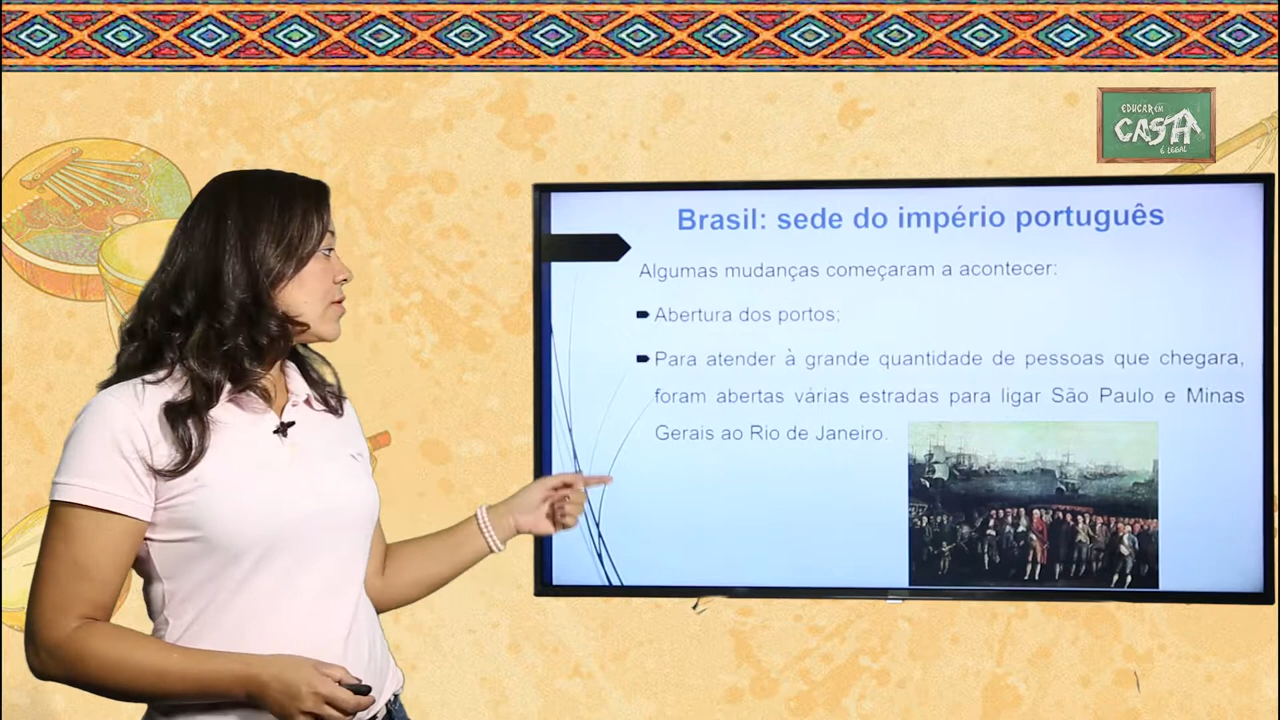 EDUCAR EM
CASA
É LEGAL
Brasil: sede do império português
Algumas mudanças começaram a acontecer:
Abertura dos portos;
Para atender à grande quantidade de pessoas que chegara,
foram abertas várias estradas para ligar São Paulo e Minas
Gerais ao Rio de Janeiro.